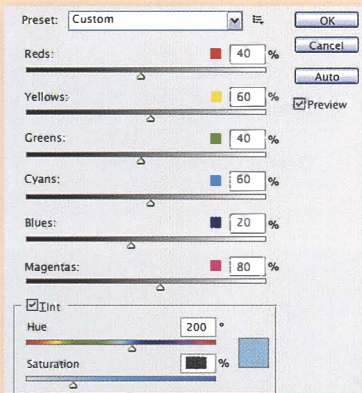 Preset: Custom
OK
Cancel
Auto
Preview
Reds: 40 %
Yellows: 60 %
Greens: 40 %
Cyans: 60 %
Blues: 20 %
Magentas: 80 %
Tint
Hue 200 °
Saturation %